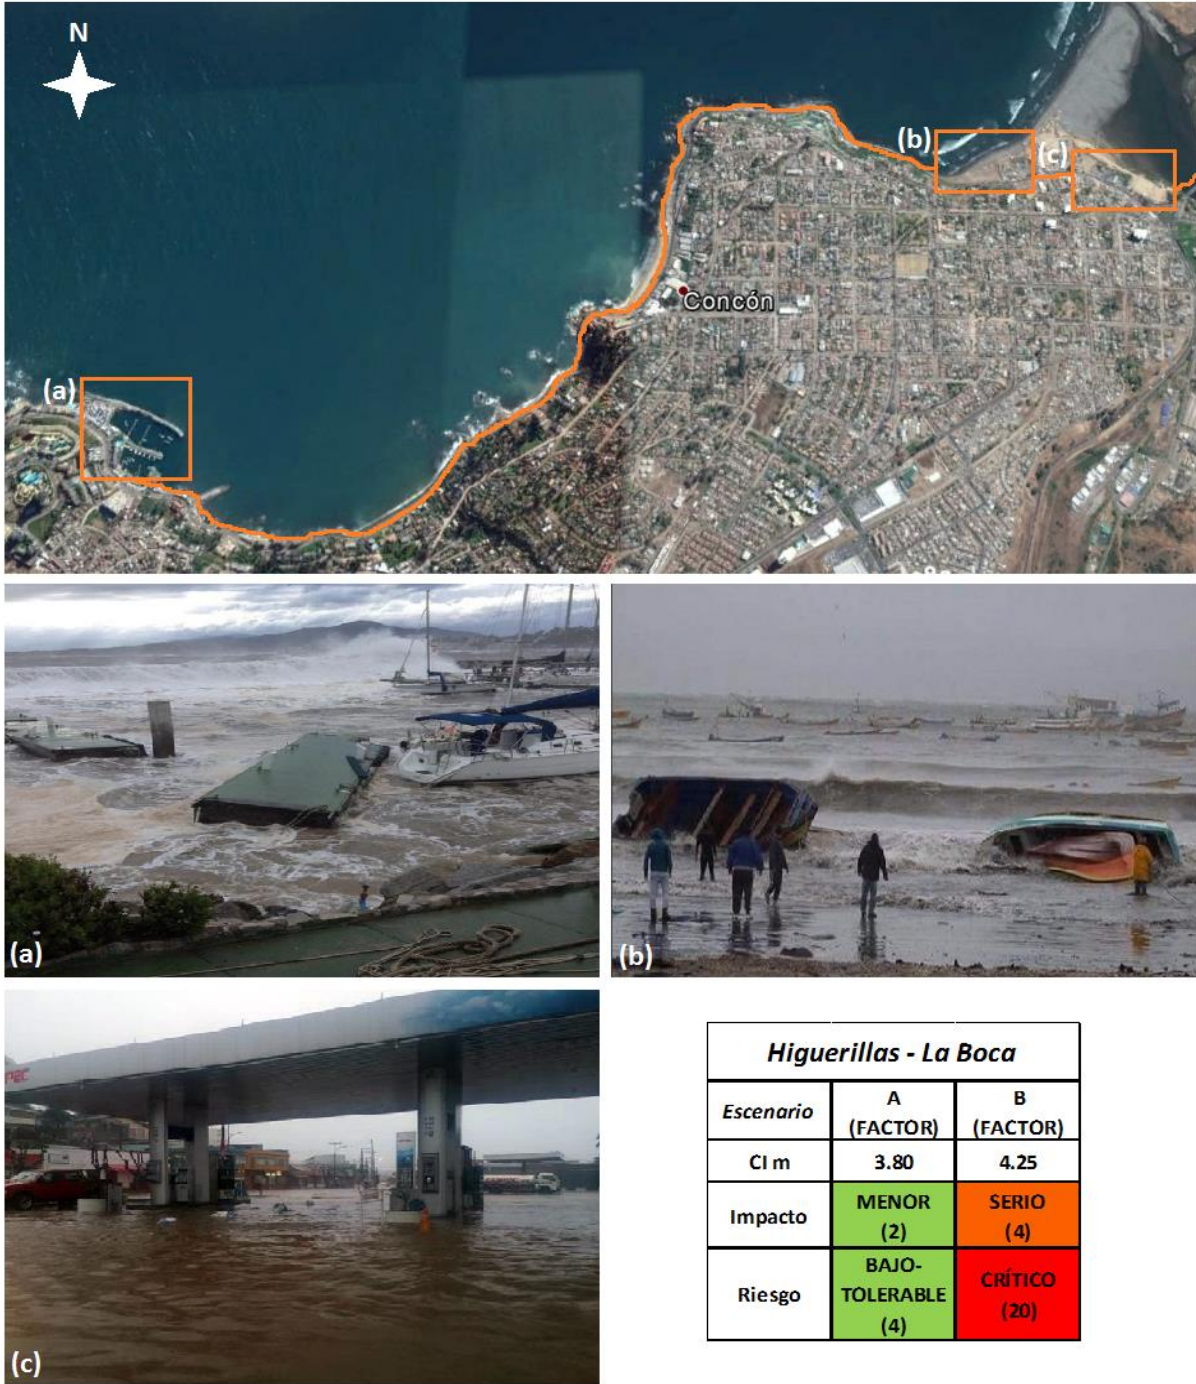 N
(b)
(c)
Concón
(a)
(a)
(b)
(c)
Higuerillas - La Boca
Escenario
A
(FACTOR)
B
(FACTOR)
CI m
3.80
4.25
Impacto
MENOR
(2)
SERIO
(4)
Riesgo
BAJO-
TOLERABLE
(4)
CRÍTICO
(20)